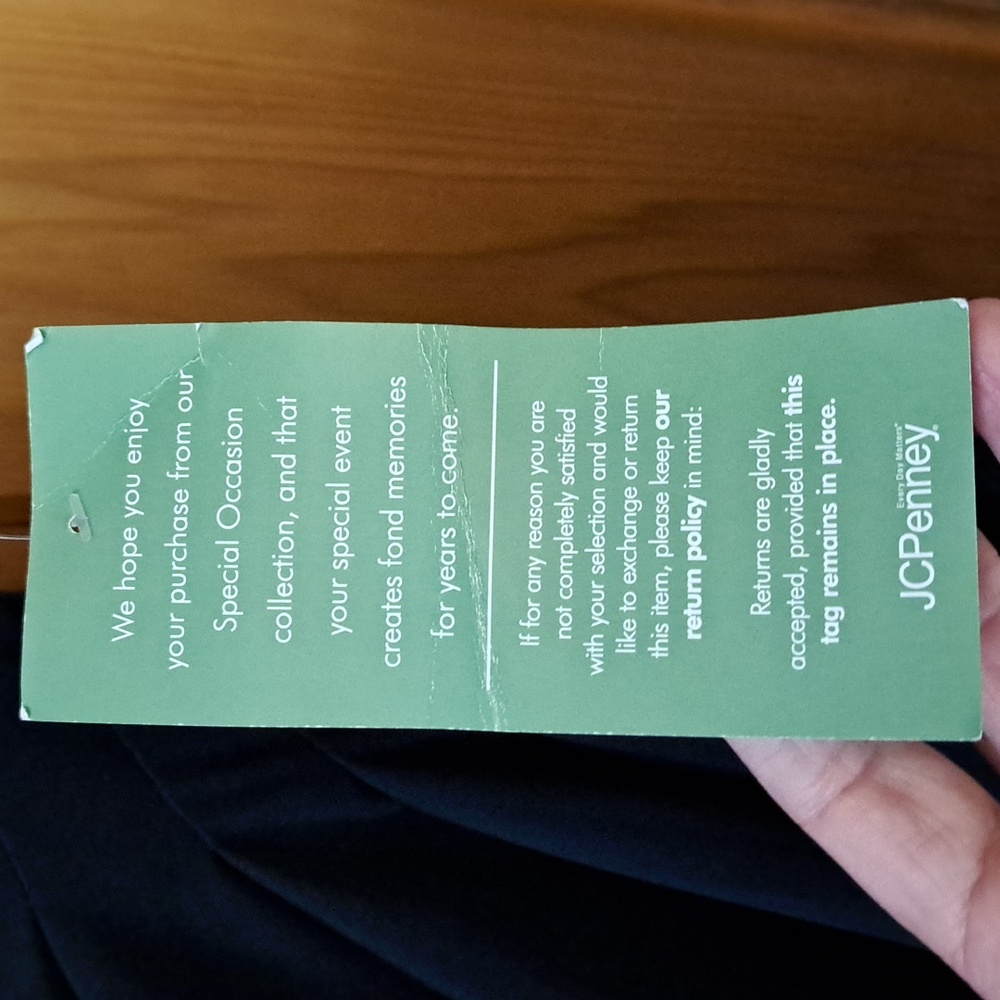 We hope you enjoy
your purchase from our
Special Occasion
collection, and that
your special event
creates fond memories
for years to come.
If for any reason you are
not completely satisfied
with your selection and would
like to exchange or return
this item, please keep our
return policy in mind:
Returns are gladly
accepted, provided that this
tag remains in place.
Every Day Matters®
JCPenney®